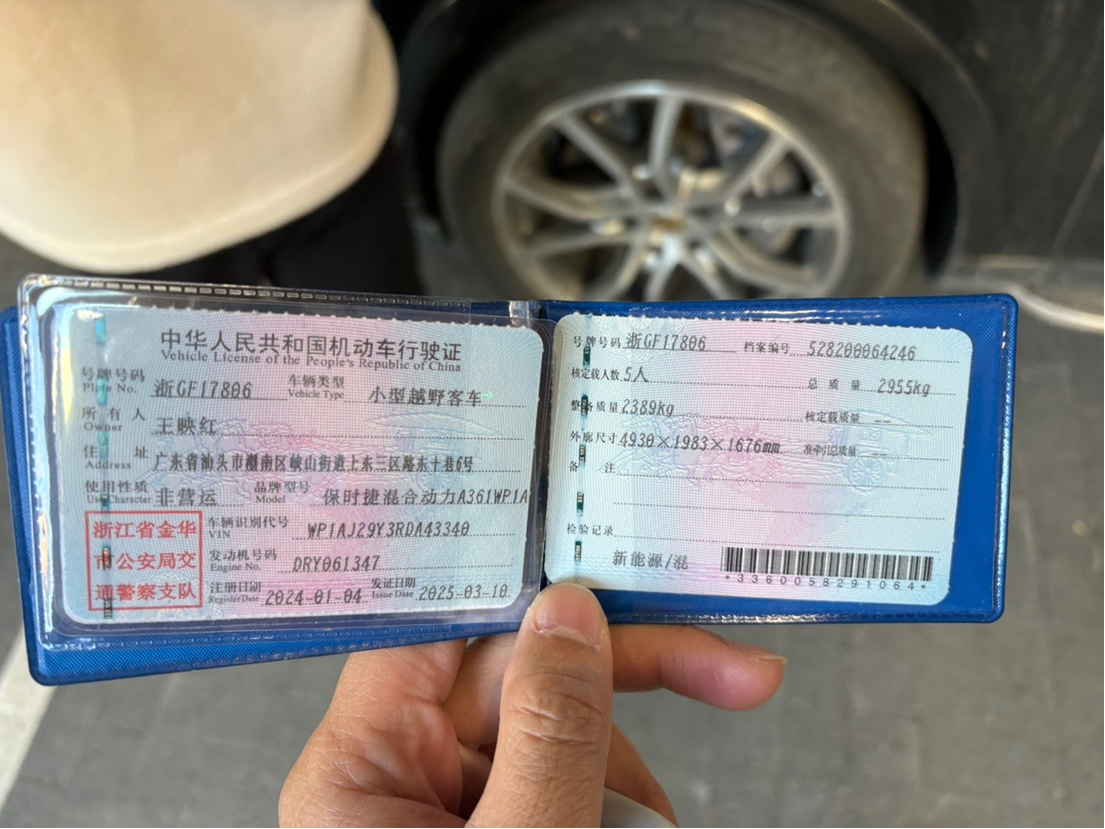 中华人民共和国机动车行驶证
Vehicle License of the People's Republic of China
号牌号码 Plate No. 浙GF17806 车辆类型 Vehicle Type 小型越野客车
所有人 Owner 王映红
住址 Address 广东省汕头市潮南区峡山街道上东三区路东十巷6号
使用性质 Use Character 非营运 品牌型号 Model 保时捷混合动力A361WP1A
浙江省金华
市公安局交
通警察支队
车辆识别代号 VIN WP1AJ29Y3RDA43340
发动机号码 Engine No. DRY061347
注册日期 Register Date 2024-01-04 发证日期 Issue Date 2025-03-10
号牌号码 浙GF17806 档案编号 528200064246
核定载人数 5人 总质量 2955kg
整备质量 2389kg 核定载质量 --
外廓尺寸 4930×1983×1676mm 准牵引总质量 --
备注
检验记录
新能源/混
*3360058291064*